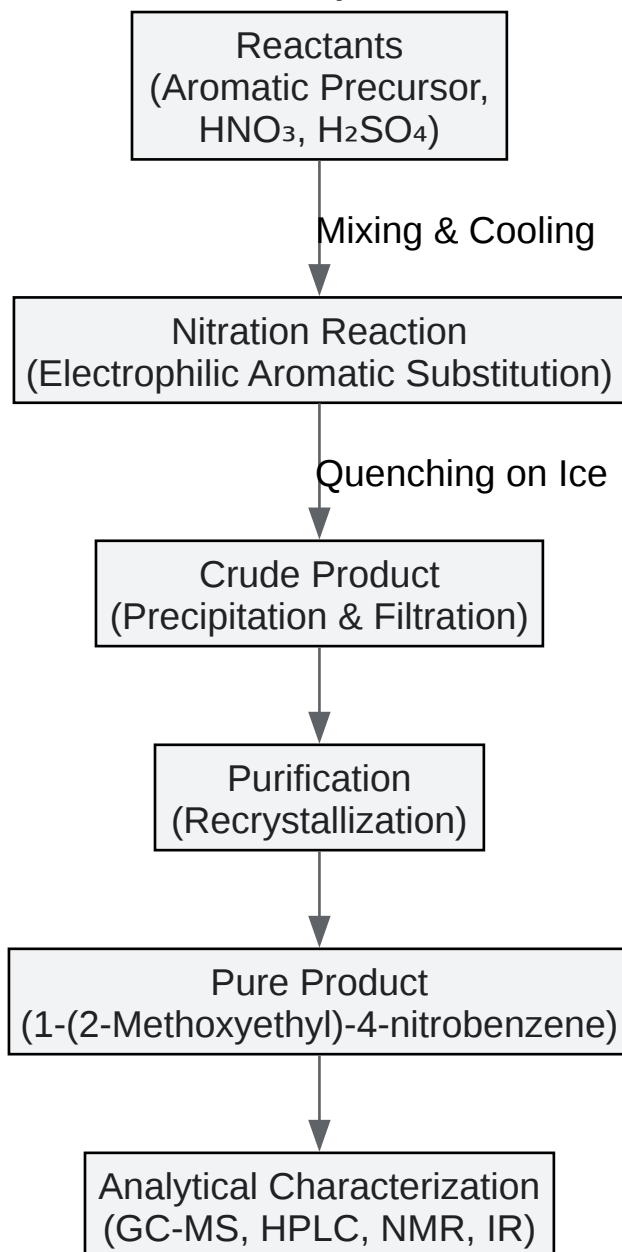 Reactants
(Aromatic Precursor,
HNO₃, H₂SO₄)
Mixing & Cooling
Nitration Reaction
(Electrophilic Aromatic Substitution)
Quenching on Ice
Crude Product
(Precipitation & Filtration)
Purification
(Recrystallization)
Pure Product
(1-(2-Methoxyethyl)-4-nitrobenzene)
Analytical Characterization
(GC-MS, HPLC, NMR, IR)